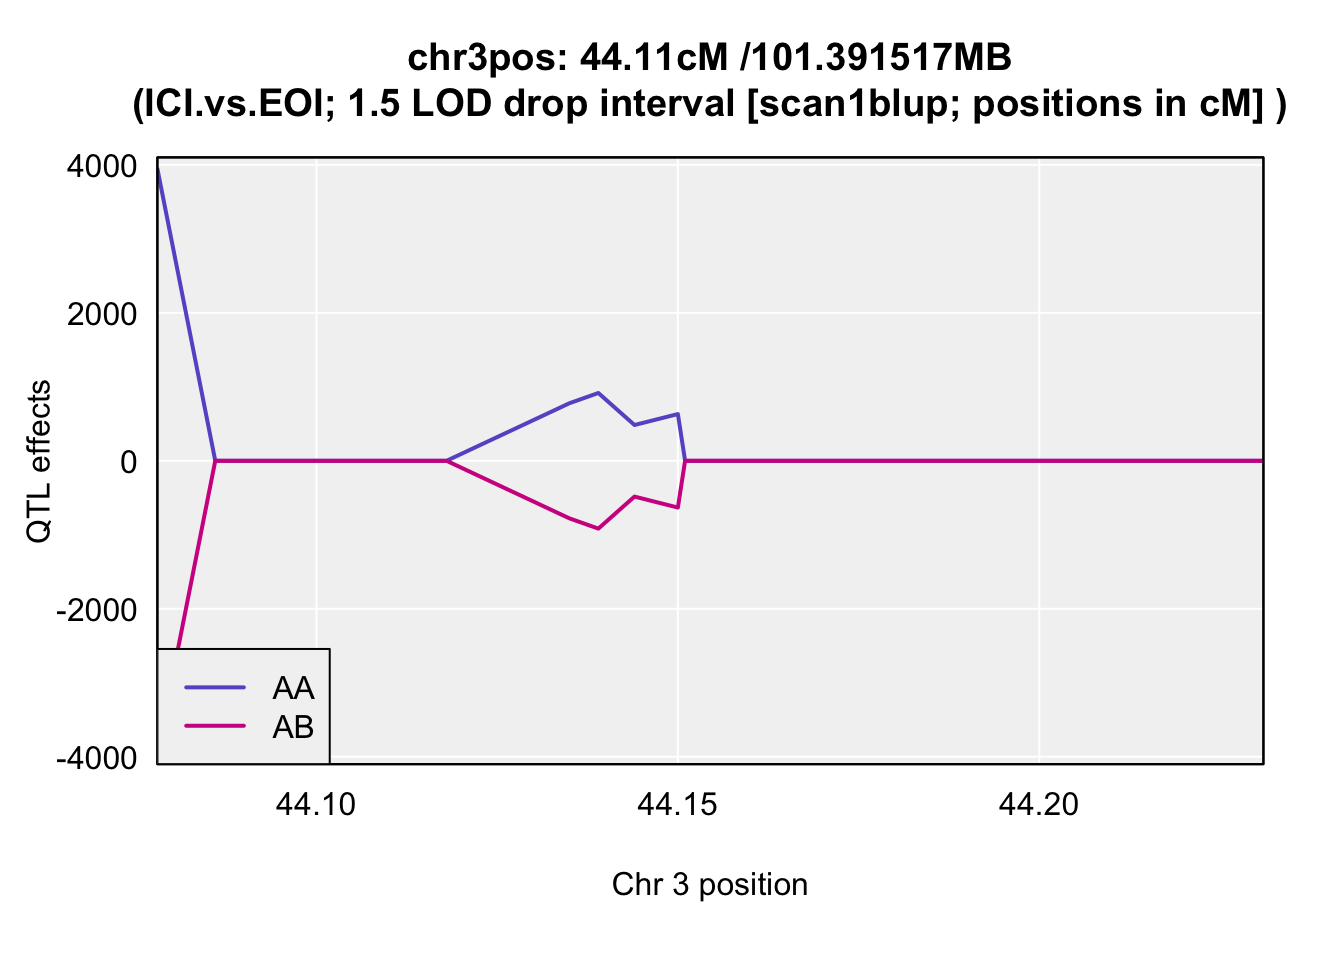 chr3pos: 44.11cM /101.391517MB
(ICI.vs.EOI; 1.5 LOD drop interval [scan1blup; positions in cM] )
4000
2000
0
-2000
-4000
QTL effects
AA
AB
44.10
44.15
44.20
Chr 3 position